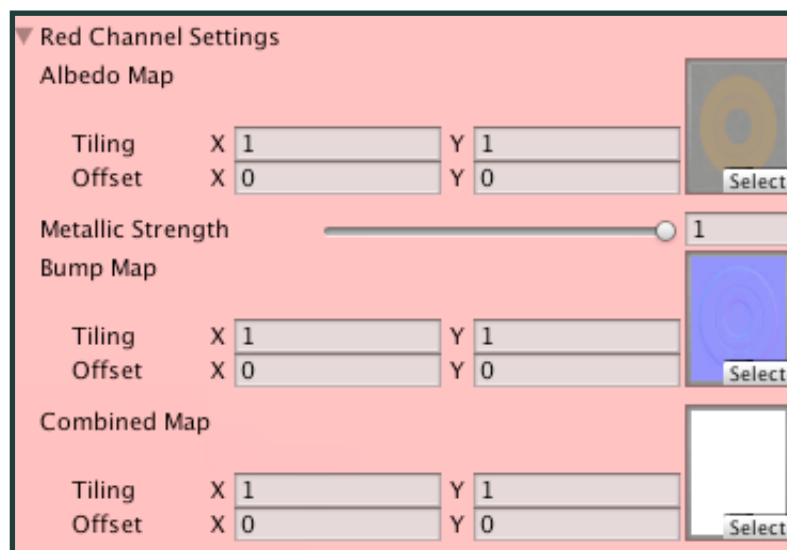 Red Channel Settings
Albedo Map
Tiling X 1 Y 1
Offset X 0 Y 0
Select
Metallic Strength 1
Bump Map
Tiling X 1 Y 1
Offset X 0 Y 0
Select
Combined Map
Tiling X 1 Y 1
Offset X 0 Y 0
Select